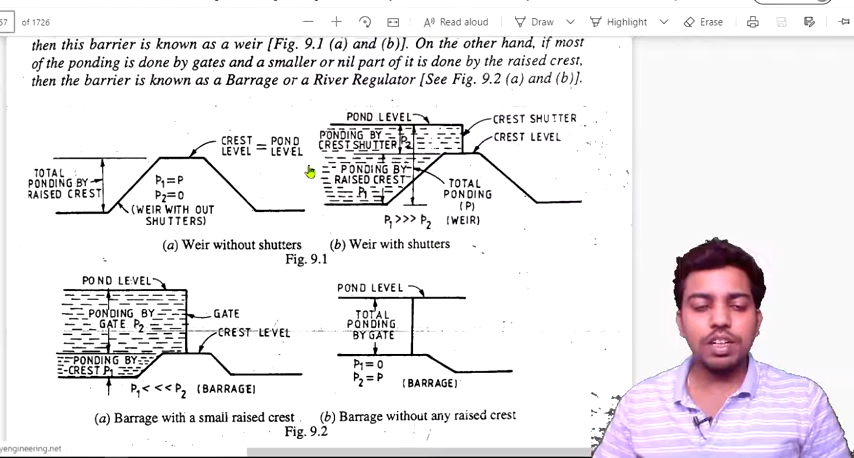 57 of 1726
Read aloud
Draw
Highlight
Erase
then this barrier is known as a weir [Fig. 9.1 (a) and (b)]. On the other hand, if most
of the ponding is done by gates and a smaller or nil part of it is done by the raised crest,
then the barrier is known as a Barrage or a River Regulator [See Fig. 9.2 (a) and (b)].
TOTAL
PONDING BY
RAISED CREST
P1=P
P2=0
(WEIR WITH OUT
SHUTTERS)
CREST
LEVEL = POND
LEVEL
(a) Weir without shutters
POND LEVEL
PONDING BY
CREST SHUTTER P2
PONDING BY
RAISED CREST
P1
CREST SHUTTER
CREST LEVEL
TOTAL
PONDING
(P)
P1 >>> P2 (WEIR)
(b) Weir with shutters
Fig. 9.1
POND LEVEL
PONDING BY
GATE P2
GATE
CREST LEVEL
PONDING BY
CREST P1
P1 < << P2 (BARRAGE)
(a) Barrage with a small raised crest
POND LEVEL
TOTAL
PONDING
BY GATE
P1=0
P2=P
(BARRAGE)
(b) Barrage without any raised crest
Fig. 9.2
yengineering.net